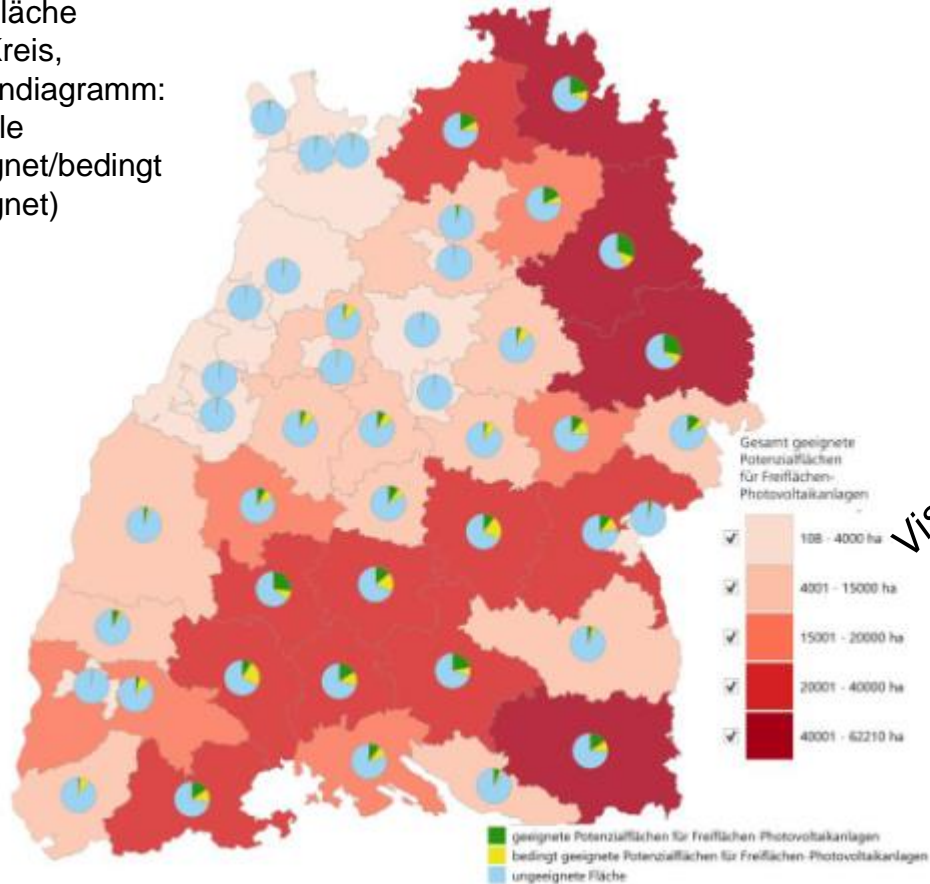 läche
Kreis,
ndiagramm:
le
gnet/bedingt
gnet)
Gesamt geeignete
Potenzialflächen
für Freiflächen-
Photovoltaikanlagen
108 - 4000 ha
4001 - 15000 ha
15001 - 20000 ha
20001 - 40000 ha
40001 - 62210 ha
Vis
geeignete Potenzialflächen für Freiflächen-Photovoltaikanlagen
bedingt geeignete Potenzialflächen für Freiflächen-Photovoltaikanlagen
ungeeignete Fläche